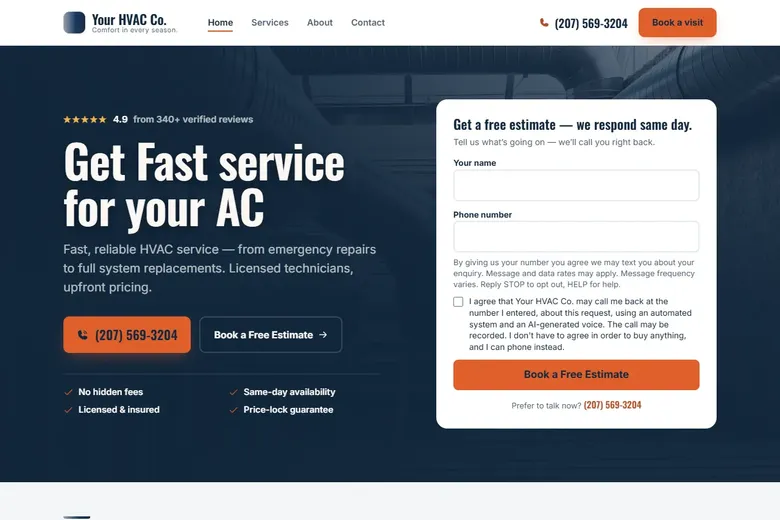 Your HVAC Co.
Comfort in every season.
Home
Services
About
Contact
(207) 569-3204
Book a visit
★★★★★ 4.9 from 340+ verified reviews
Get Fast service
for your AC
Fast, reliable HVAC service — from emergency repairs
to full system replacements. Licensed technicians,
upfront pricing.
(207) 569-3204
Book a Free Estimate →
✓ No hidden fees
✓ Same-day availability
✓ Licensed & insured
✓ Price-lock guarantee
Get a free estimate — we respond same day.
Tell us what's going on — we'll call you right back.
Your name
Phone number
By giving us your number you agree we may text you about your
enquiry. Message and data rates may apply. Message frequency
varies. Reply STOP to opt out, HELP for help.
I agree that Your HVAC Co. may call me back at the
number I entered, about this request, using an automated
system and an AI-generated voice. The call may be
recorded. I don't have to agree in order to buy anything,
and I can phone instead.
Book a Free Estimate
Prefer to talk now? (207) 569-3204